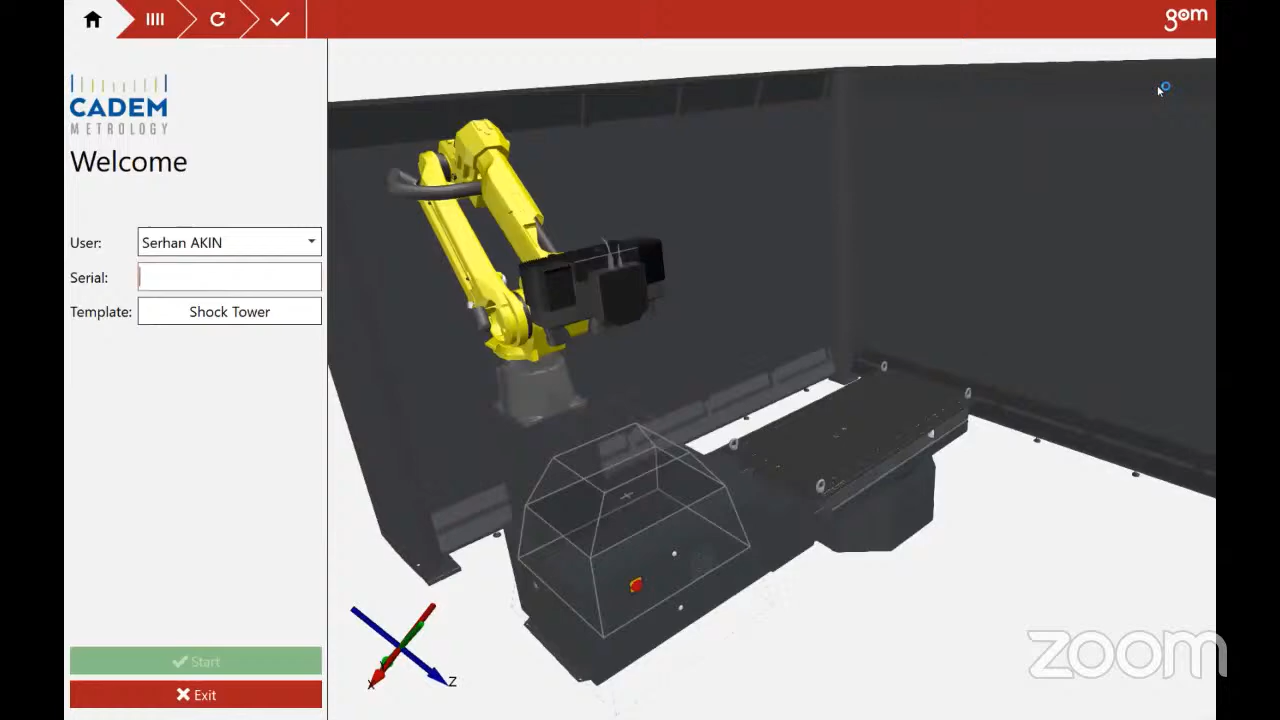 gom
CADEM
METROLOGY
Welcome
User: Serhan AKIN
Serial:
Template: Shock Tower
Start
Exit
X
Z
zoom